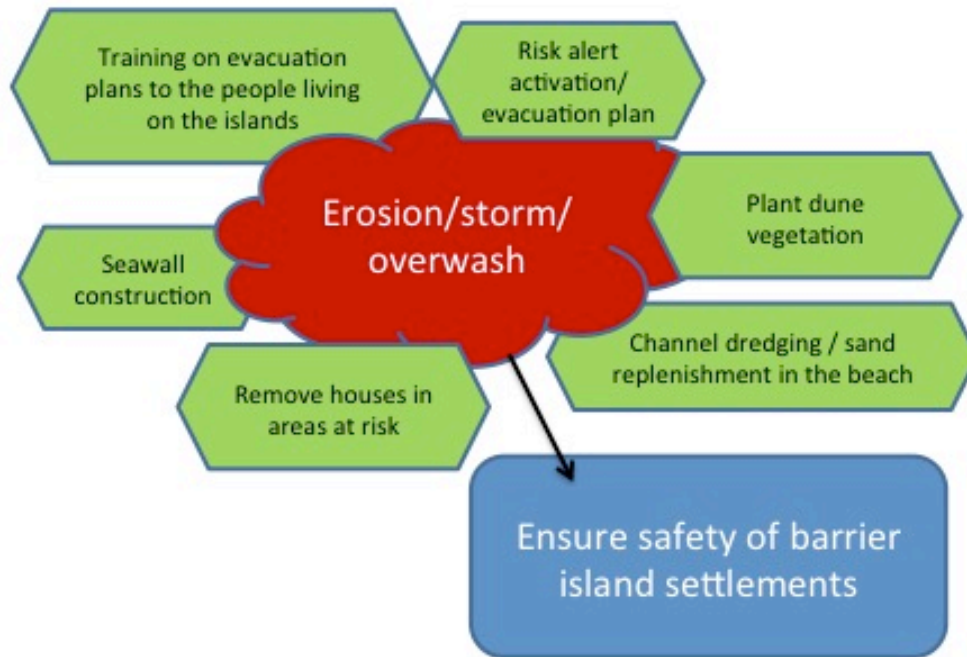 Training on evacuation
plans to the people living
on the islands
Risk alert
activation/
evacuation plan
Erosion/storm/
overwash
Plant dune
vegetation
Seawall
construction
Channel dredging / sand
replenishment in the beach
Remove houses in
areas at risk
Ensure safety of barrier
island settlements